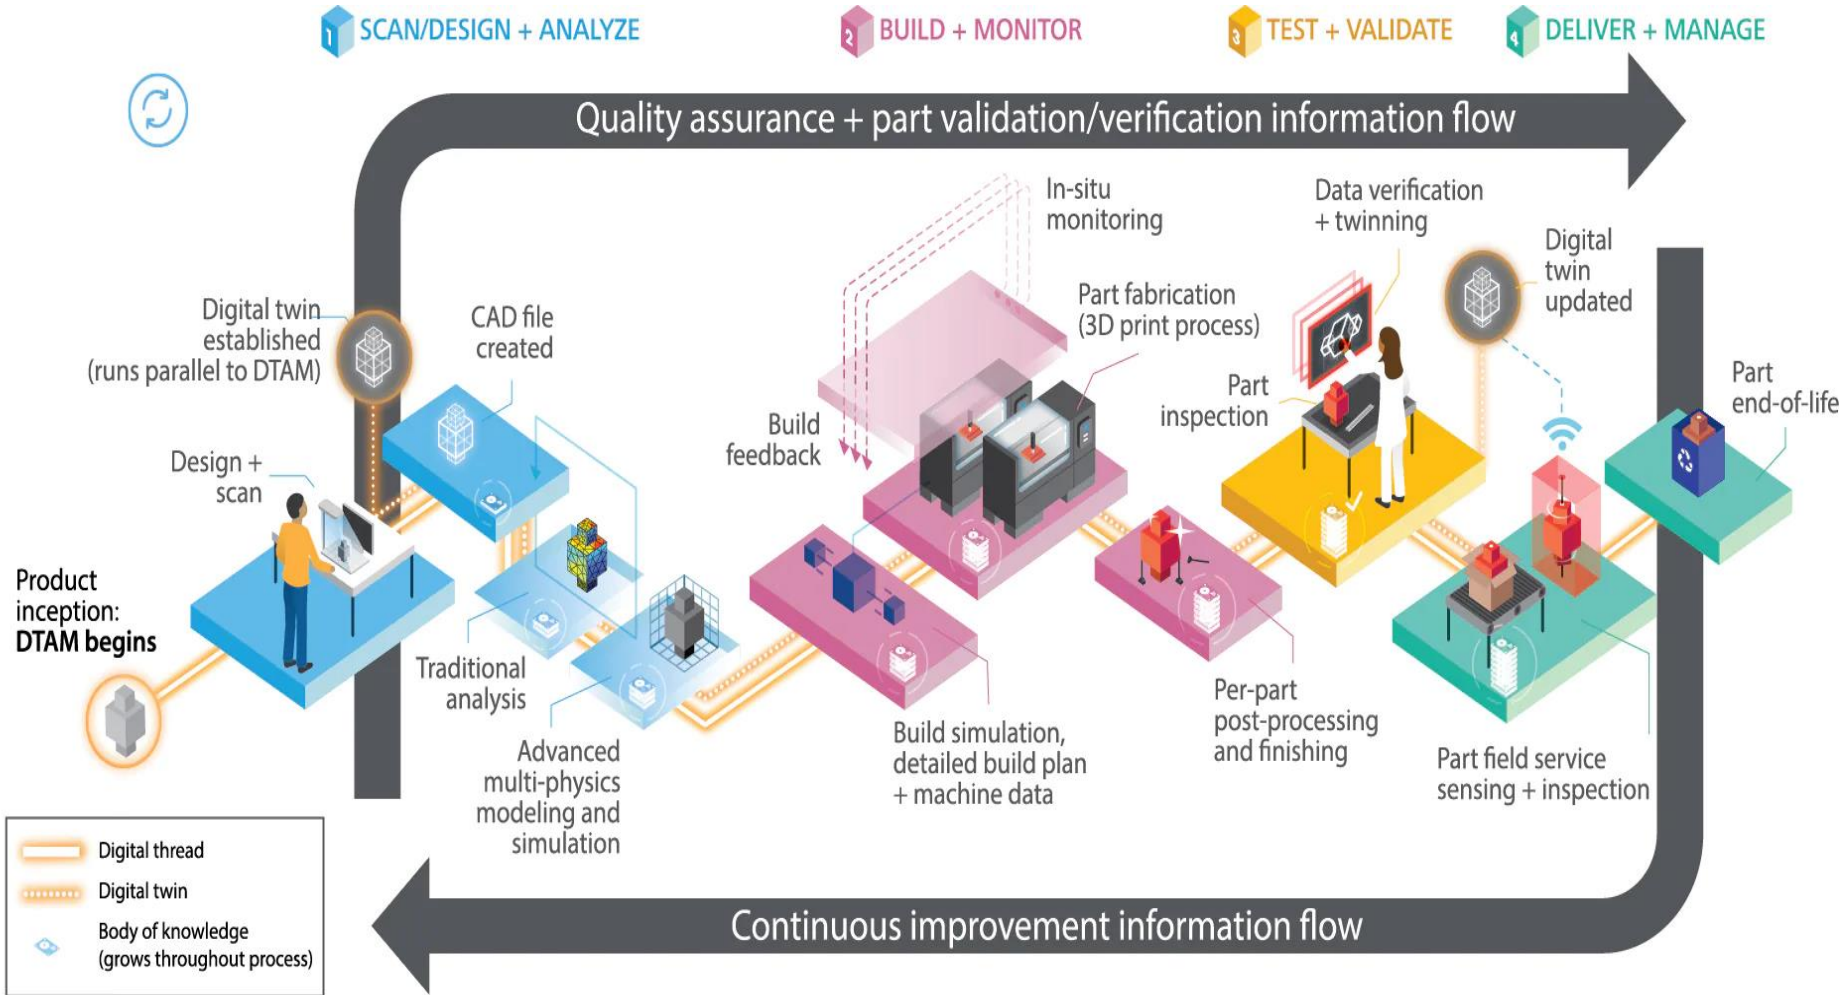 1 SCAN/DESIGN + ANALYZE
2 BUILD + MONITOR
3 TEST + VALIDATE
4 DELIVER + MANAGE
Quality assurance + part validation/verification information flow
In-situ
monitoring
Data verification
+ twinning
Digital
twin
updated
Digital twin
established
(runs parallel to DTAM)
CAD file
created
Part fabrication
(3D print process)
Part
inspection
Part
end-of-life
Build
feedback
Design +
scan
Product
inception:
DTAM begins
Traditional
analysis
Advanced
multi-physics
modeling and
simulation
Build simulation,
detailed build plan
+ machine data
Per-part
post-processing
and finishing
Part field service
sensing + inspection
Digital thread
Digital twin
Body of knowledge
(grows throughout process)
Continuous improvement information flow